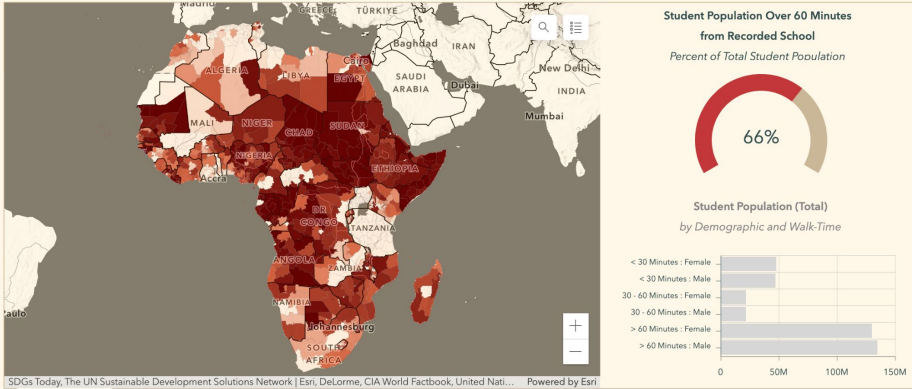 Madrid
GREECE
TÜRKIYE
Baghdad
IRAN
New Delhi
Cairo
ALGERIA
LIBYA
EGYPT
SAUDI
ARABIA
Dubai
INDIA
Mumbai
MALI
NIGER
CHAD
SUDAN
NIGERIA
ETHIOPIA
Accra
DR
CONGO
TANZANIA
ANGOLA
ZAMBIA
NAMIBIA
Paulo
Johannesburg
SOUTH
AFRICA
+
−
SDGs Today, The UN Sustainable Development Solutions Network | Esri, DeLorme, CIA World Factbook, United Nati... Powered by Esri
Student Population Over 60 Minutes
from Recorded School
Percent of Total Student Population
66%
Student Population (Total)
by Demographic and Walk-Time
< 30 Minutes : Female
< 30 Minutes : Male
30 - 60 Minutes : Female
30 - 60 Minutes : Male
> 60 Minutes : Female
> 60 Minutes : Male
0 50M 100M 150M